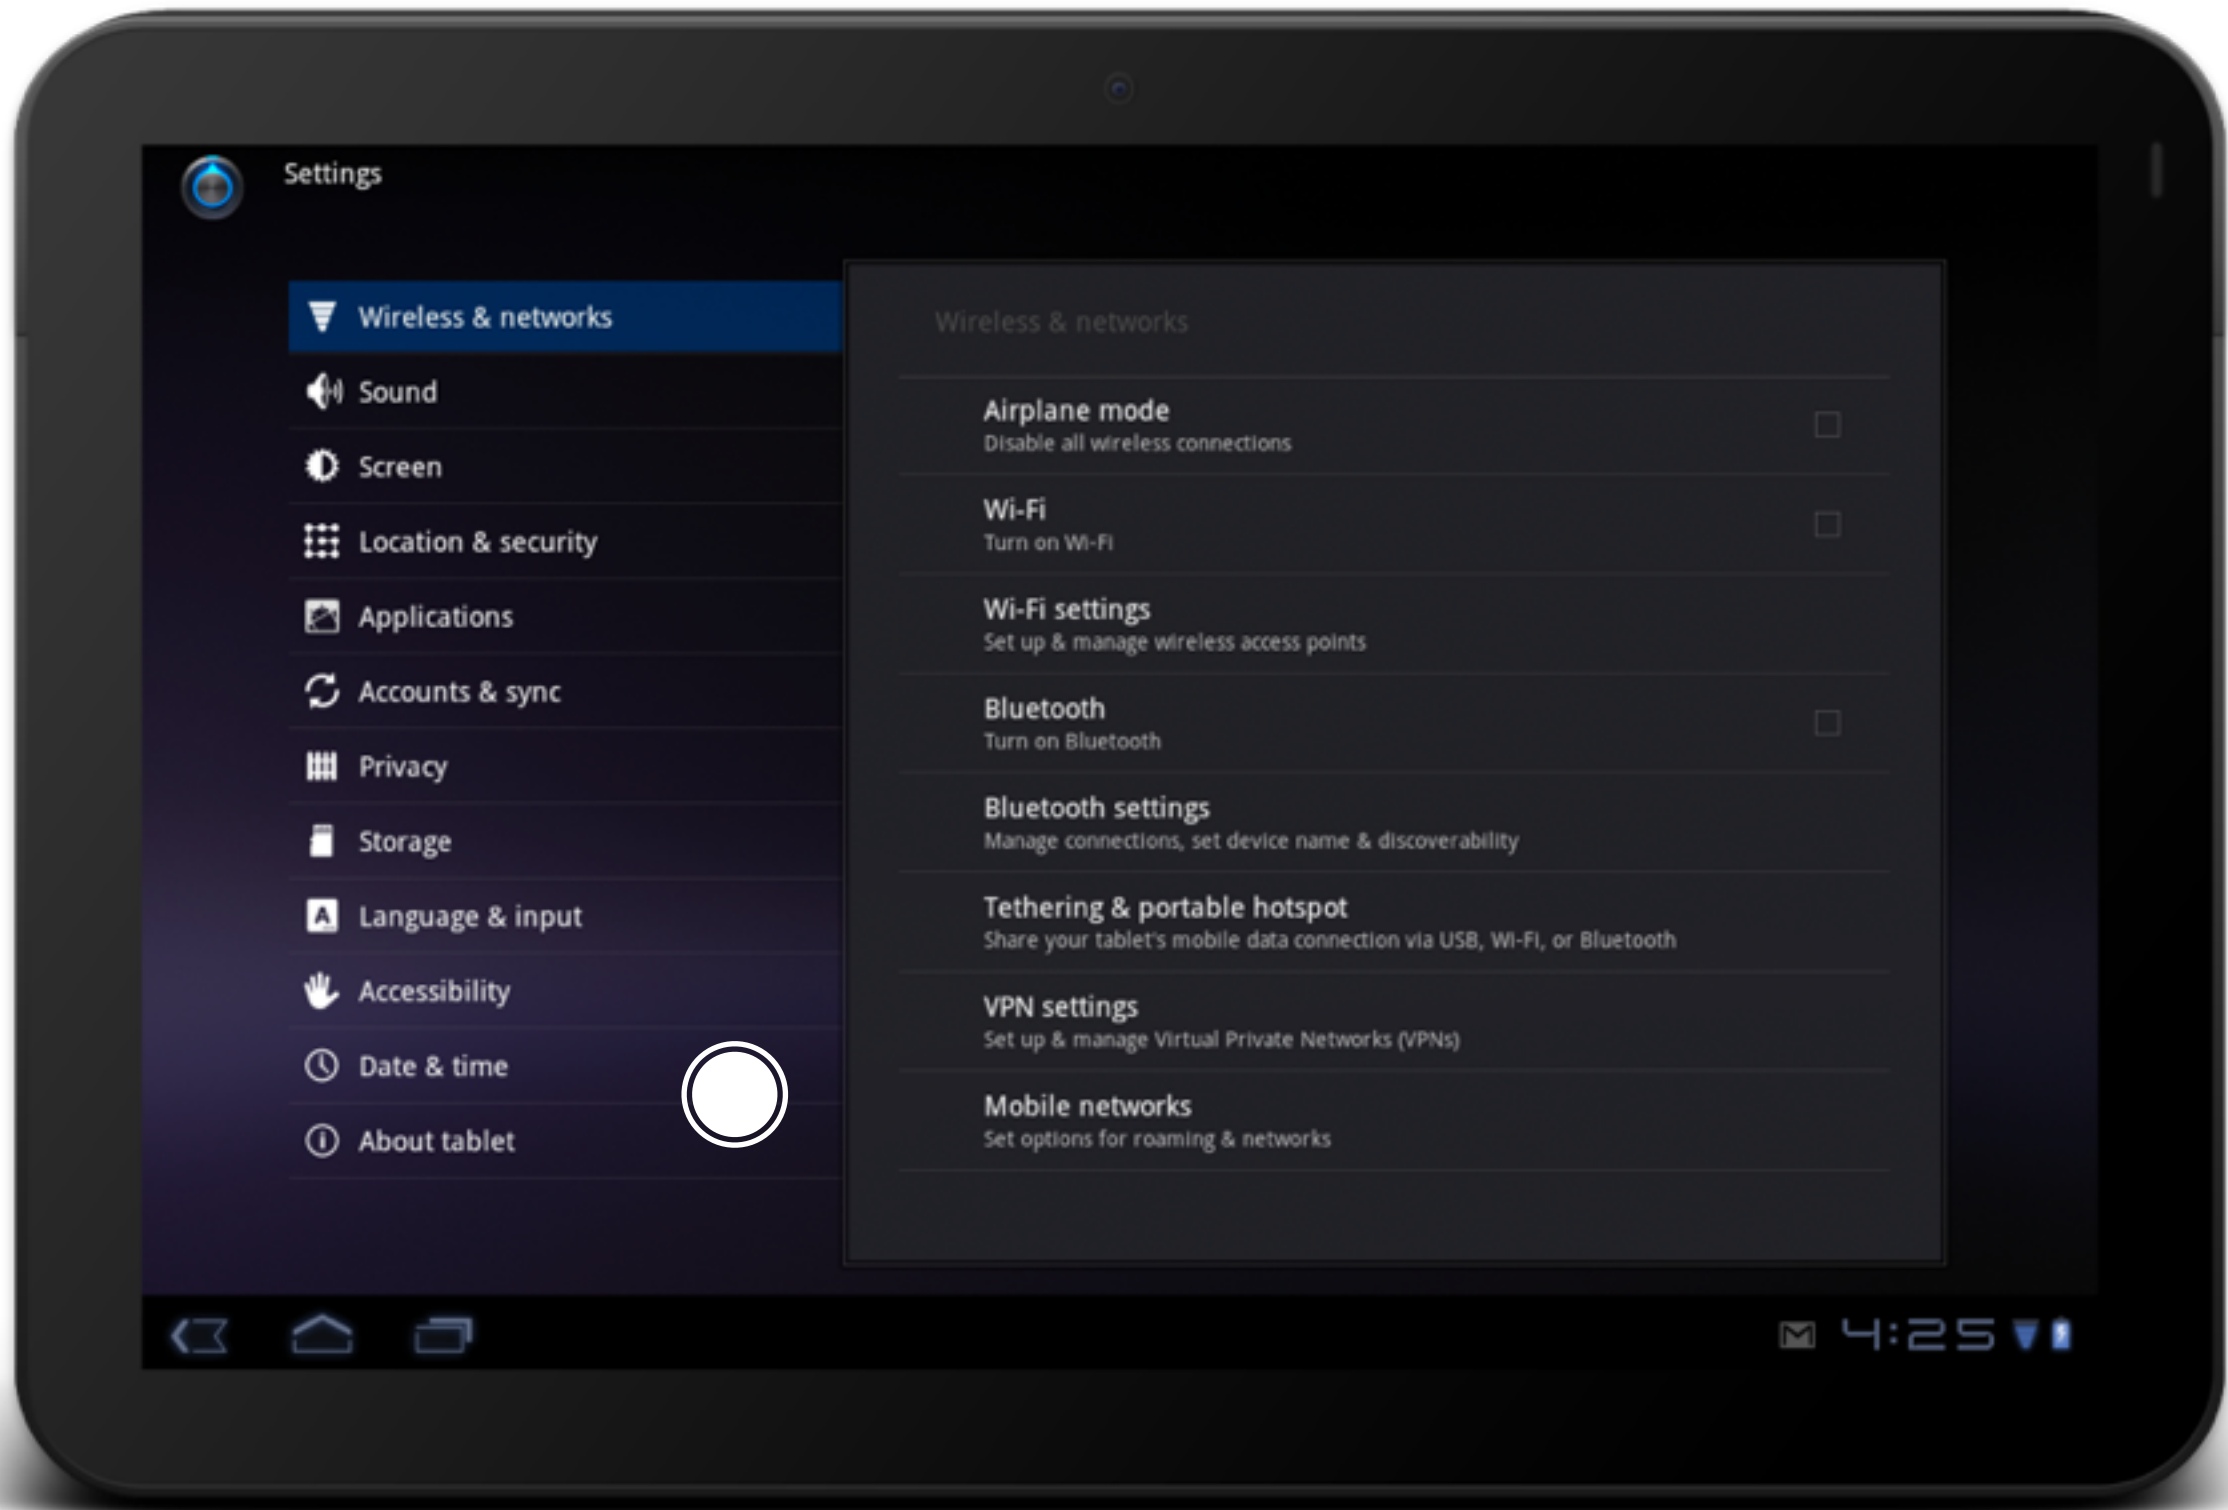 Settings
Wireless & networks
Sound
Screen
Location & security
Applications
Accounts & sync
Privacy
Storage
Language & input
Accessibility
Date & time
About tablet
Wireless & networks
Airplane mode
Disable all wireless connections
Wi-Fi
Turn on Wi-Fi
Wi-Fi settings
Set up & manage wireless access points
Bluetooth
Turn on Bluetooth
Bluetooth settings
Manage connections, set device name & discoverability
Tethering & portable hotspot
Share your tablet's mobile data connection via USB, Wi-Fi, or Bluetooth
VPN settings
Set up & manage Virtual Private Networks (VPNs)
Mobile networks
Set options for roaming & networks
4:25